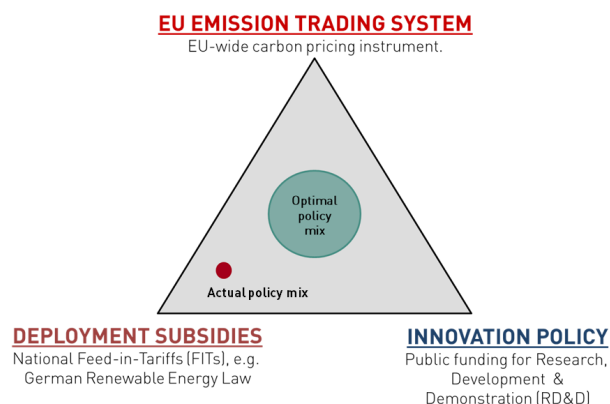 EU EMISSION TRADING SYSTEM
EU-wide carbon pricing instrument.
Optimal
policy
mix
Actual policy mix
DEPLOYMENT SUBSIDIES
National Feed-in-Tariffs (FITs), e.g.
German Renewable Energy Law
INNOVATION POLICY
Public funding for Research,
Development &
Demonstration (RD&D)